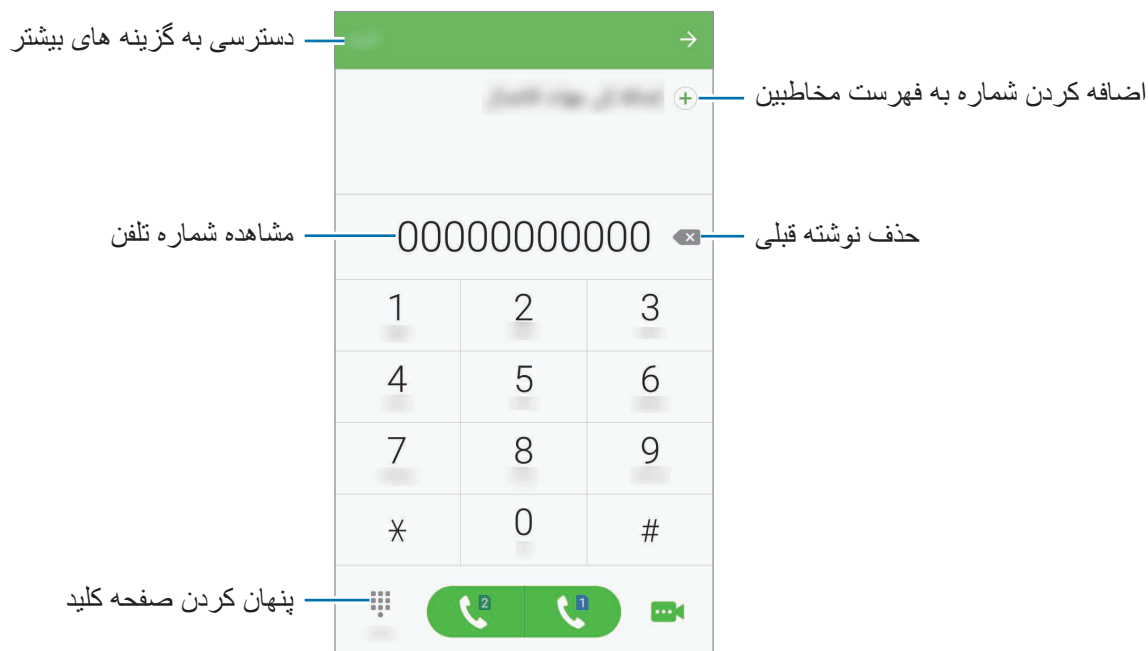 دسترسی به گزینه های بیشتر
اضافه کردن شماره به فهرست مخاطبین
مشاهده شماره تلفن
00000000000
حذف نوشته قبلی
1 2 3
4 5 6
7 8 9
* 0 #
پنهان کردن صفحه کلید
2 1